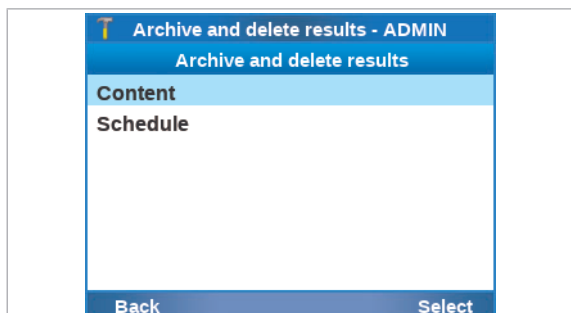 Archive and delete results - ADMIN
Archive and delete results
Content
Schedule
Back Select